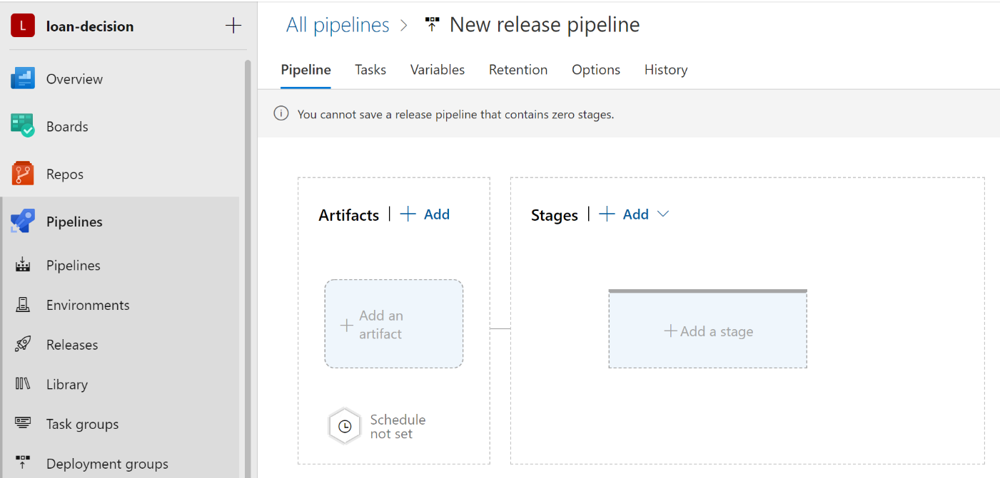 L loan-decision
Overview
Boards
Repos
Pipelines
Pipelines
Environments
Releases
Library
Task groups
Deployment groups
All pipelines > New release pipeline
Pipeline Tasks Variables Retention Options History
You cannot save a release pipeline that contains zero stages.
Artifacts | + Add
Add an
artifact
Schedule
not set
Stages | + Add
+ Add a stage